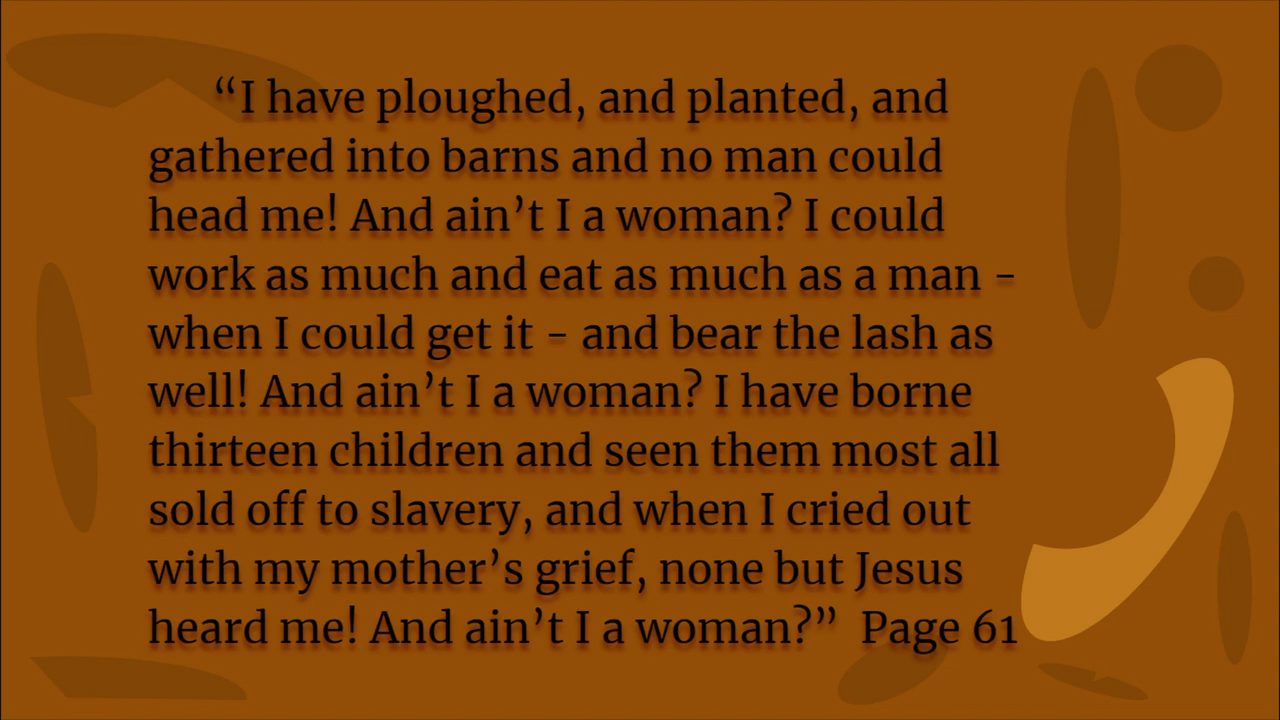 “I have ploughed, and planted, and
gathered into barns and no man could
head me! And ain’t I a woman? I could
work as much and eat as much as a man -
when I could get it - and bear the lash as
well! And ain’t I a woman? I have borne
thirteen children and seen them most all
sold off to slavery, and when I cried out
with my mother’s grief, none but Jesus
heard me! And ain’t I a woman?” Page 61